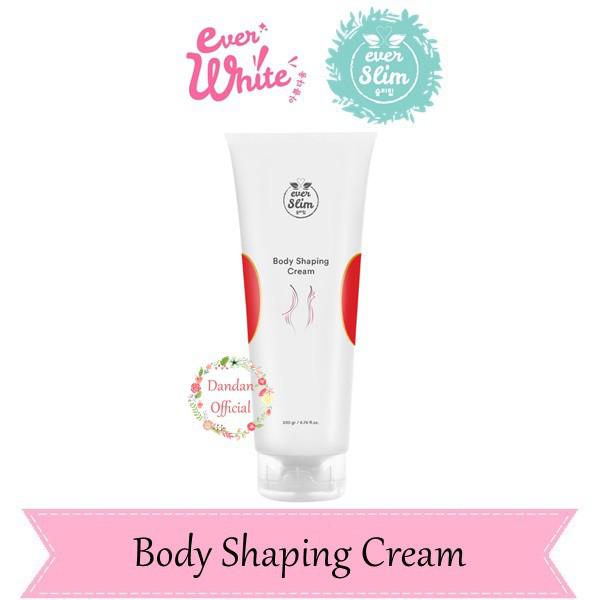 ever
White
ever
Slim
ever
Slim
Body Shaping
Cream
Dandan
Official
Body Shaping Cream